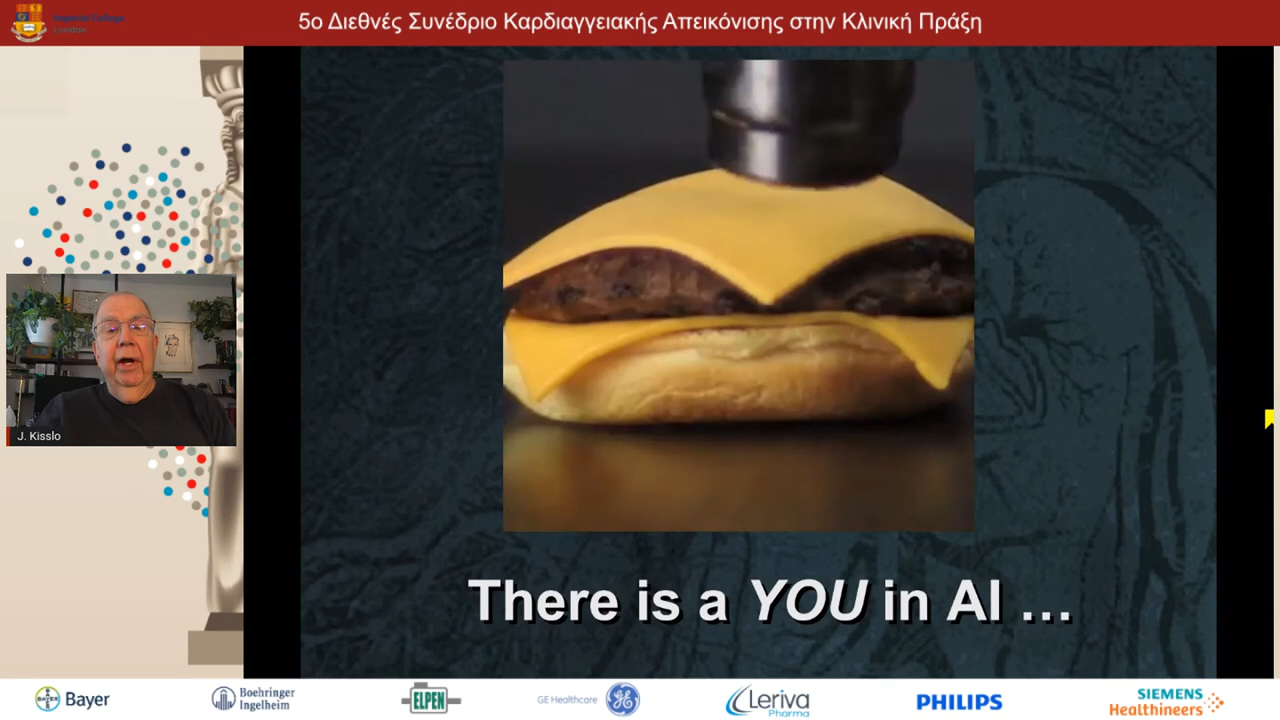 Imperial College
London
5ο Διεθνές Συνέδριο Καρδιαγγειακής Απεικόνισης στην Κλινική Πράξη
J. Kisslo
There is a YOU in AI ...
BAYER
Bayer
Boehringer
Ingelheim
ELPEN
GE Healthcare
Leriva
Pharma
PHILIPS
SIEMENS
Healthineers